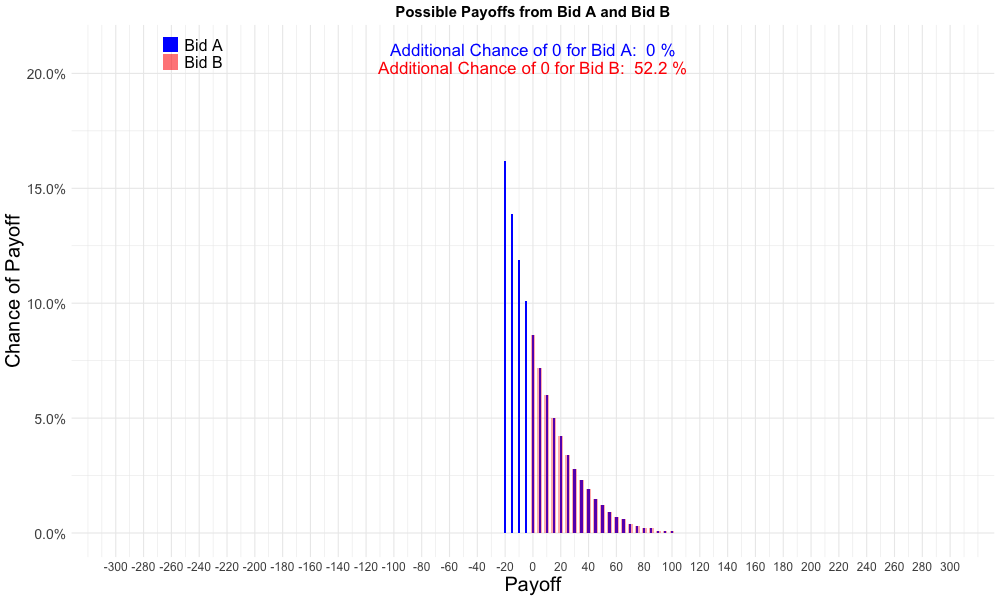 Possible Payoffs from Bid A and Bid B
Bid A
Bid B
Additional Chance of 0 for Bid A: 0 %
Additional Chance of 0 for Bid B: 52.2 %
Chance of Payoff
20.0%
15.0%
10.0%
5.0%
0.0%
-300 -280 -260 -240 -220 -200 -180 -160 -140 -120 -100 -80 -60 -40 -20 0 20 40 60 80 100 120 140 160 180 200 220 240 260 280 300
Payoff